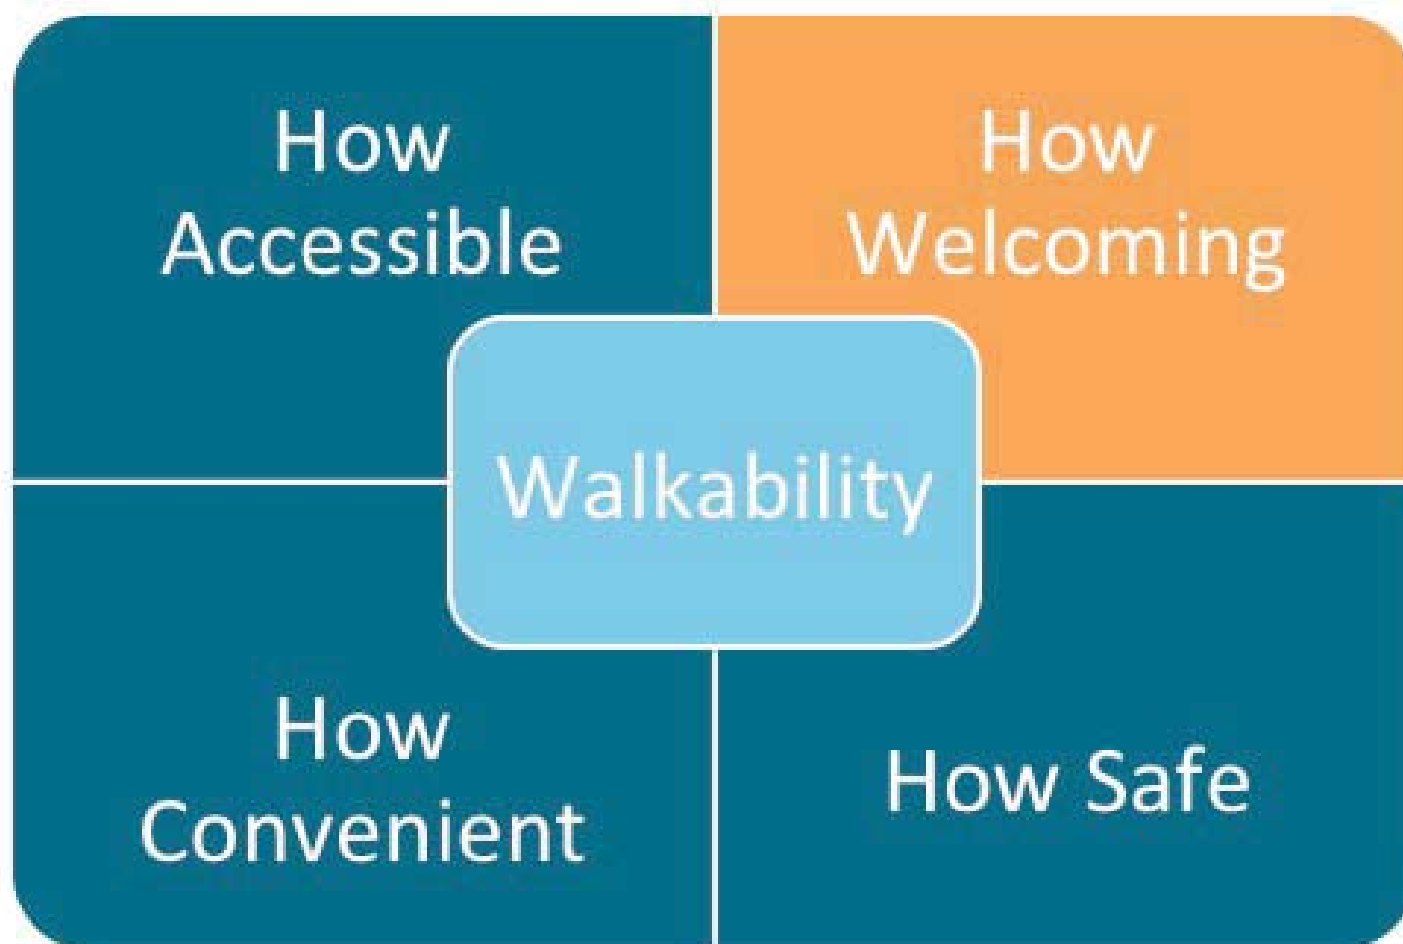 How
Accessible
How
Welcoming
Walkability
How
Convenient
How Safe